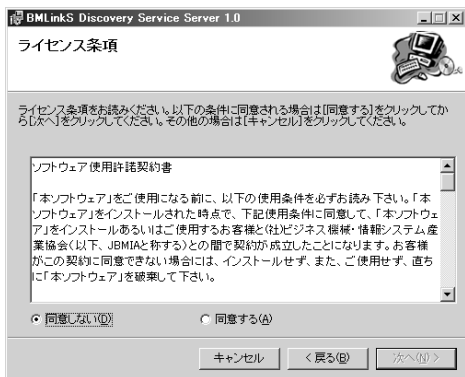 BMLinkS Discovery Service Server 1.0
ライセンス条項
ライセンス条項をお読みください。以下の条件に同意される場合は[同意する]をクリックしてか
ら[次へ]をクリックしてください。その他の場合は[キャンセル]をクリックしてください。
ソフトウェア使用許諾契約書
「本ソフトウェア」をご使用になる前に、以下の使用条件を必ずお読み下さい。「本
ソフトウェア」をインストールされた時点で、下記使用条件に同意して、「本ソフトウェ
ア」をインストールあるいはご使用するお客様と(社)ビジネス機械・情報システム産
業協会(以下、JBMIAと称する)との間で契約が成立したことになります。お客様
がこの契約に同意できない場合には、インストールせず、また、ご使用せず、直ち
に「本ソフトウェア」を破棄して下さい。
同意しない(D)
同意する(A)
キャンセル
< 戻る(B)
次へ(N) >